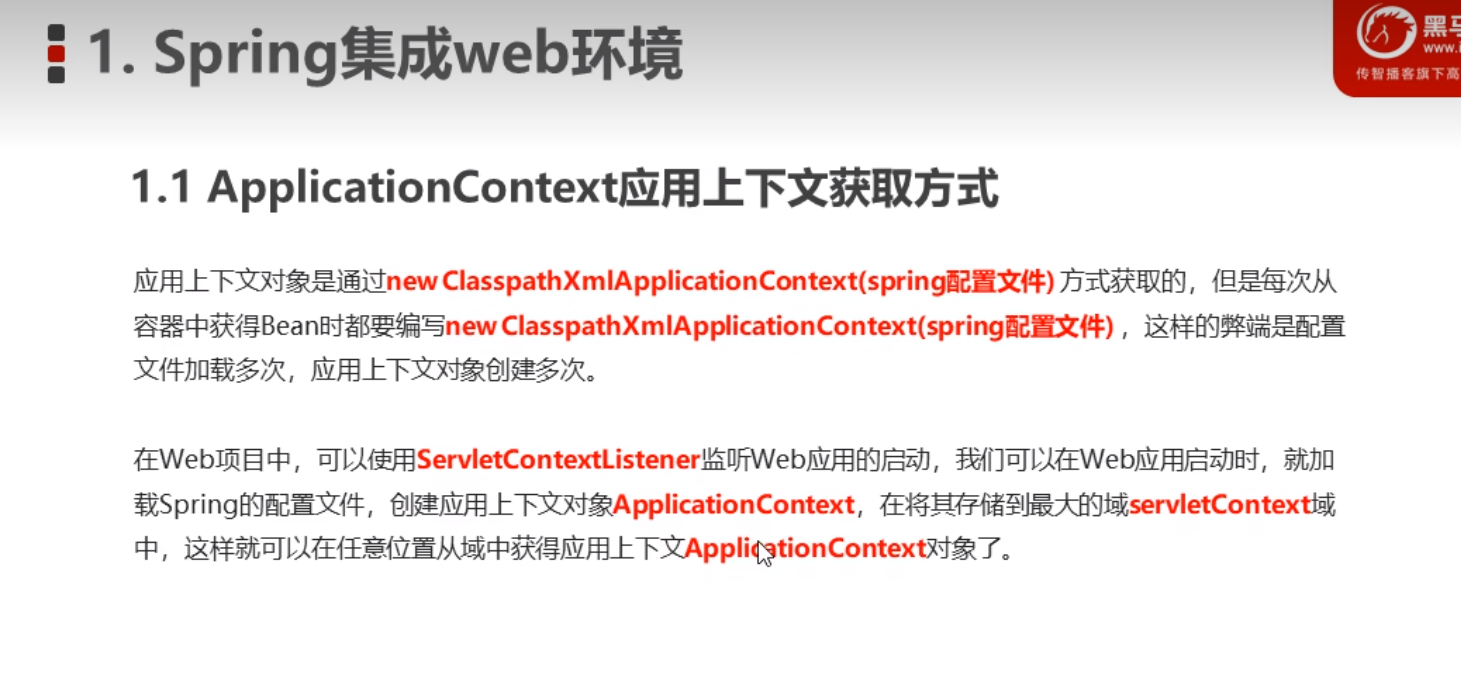 1. Spring集成web环境
黑马
www.i
传智播客旗下高
1.1 ApplicationContext应用上下文获取方式
应用上下文对象是通过new ClasspathXmlApplicationContext(spring配置文件) 方式获取的，但是每次从
容器中获得Bean时都要编写new ClasspathXmlApplicationContext(spring配置文件) ，这样的弊端是配置
文件加载多次，应用上下文对象创建多次。
在Web项目中，可以使用ServletContextListener监听Web应用的启动，我们可以在Web应用启动时，就加
载Spring的配置文件，创建应用上下文对象ApplicationContext，在将其存储到最大的域servletContext域
中，这样就可以在任意位置从域中获得应用上下文ApplicationContext对象了。